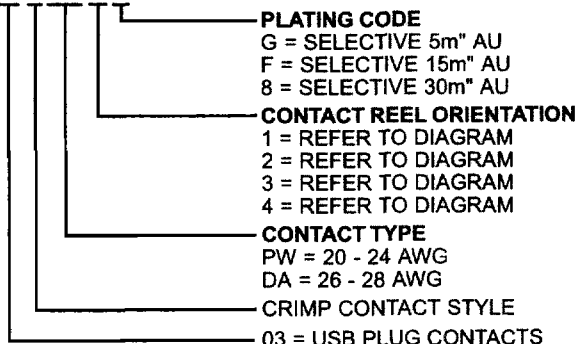 PLATING CODE
G = SELECTIVE 5m" AU
F = SELECTIVE 15m" AU
8 = SELECTIVE 30m" AU
CONTACT REEL ORIENTATION
1 = REFER TO DIAGRAM
2 = REFER TO DIAGRAM
3 = REFER TO DIAGRAM
4 = REFER TO DIAGRAM
CONTACT TYPE
PW = 20 - 24 AWG
DA = 26 - 28 AWG
CRIMP CONTACT STYLE
03 = USB PLUG CONTACTS